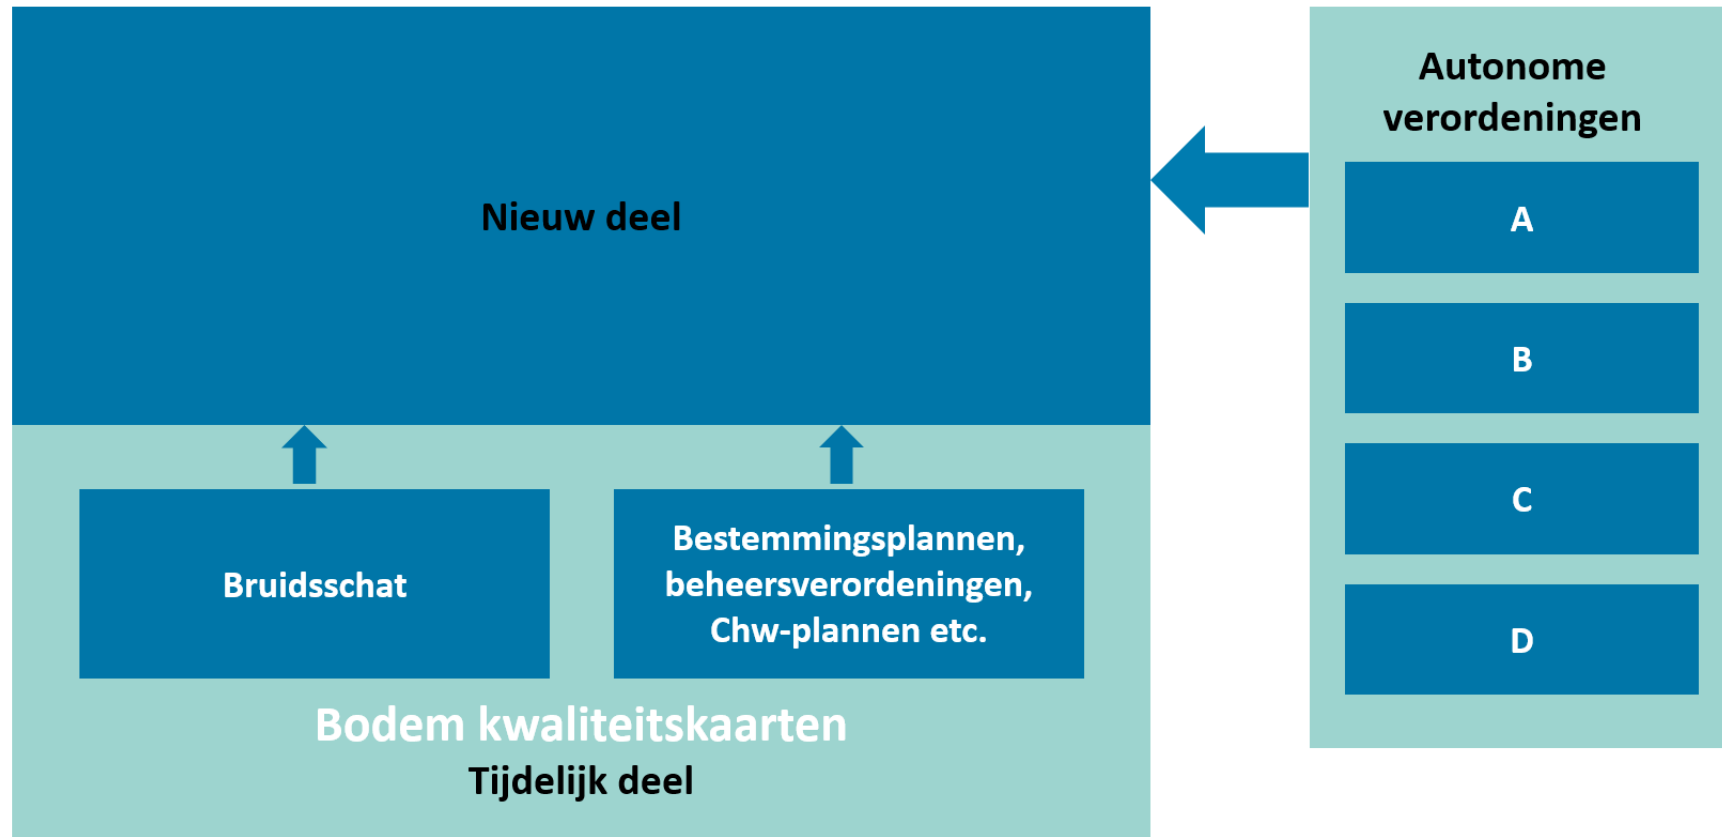 Nieuw deel
Bruidsschat
Bestemmingsplannen,
beheersverordeningen,
Chw-plannen etc.
Bodem kwaliteitskaarten
Tijdelijk deel
Autonome
verordeningen
A
B
C
D